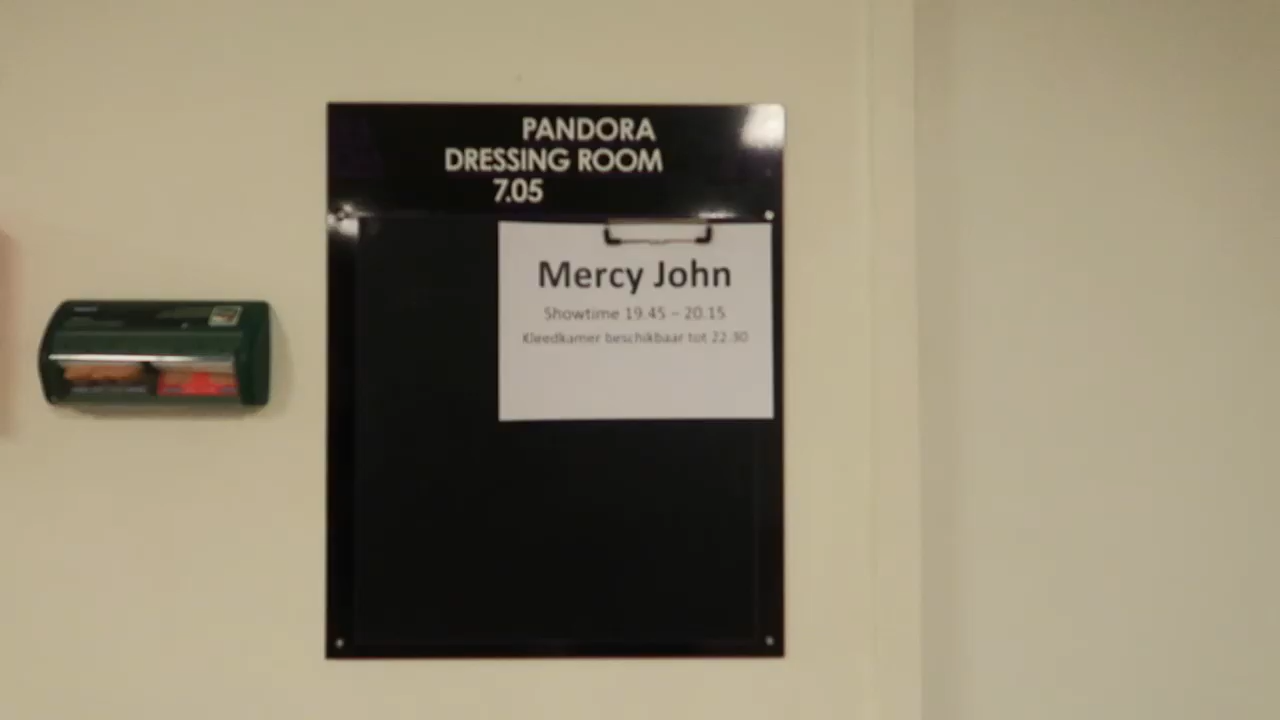 PANDORA
DRESSING ROOM
7.05
Mercy John
Showtime 19.45 – 20.15
Kleedkamer beschikbaar tot 22.30